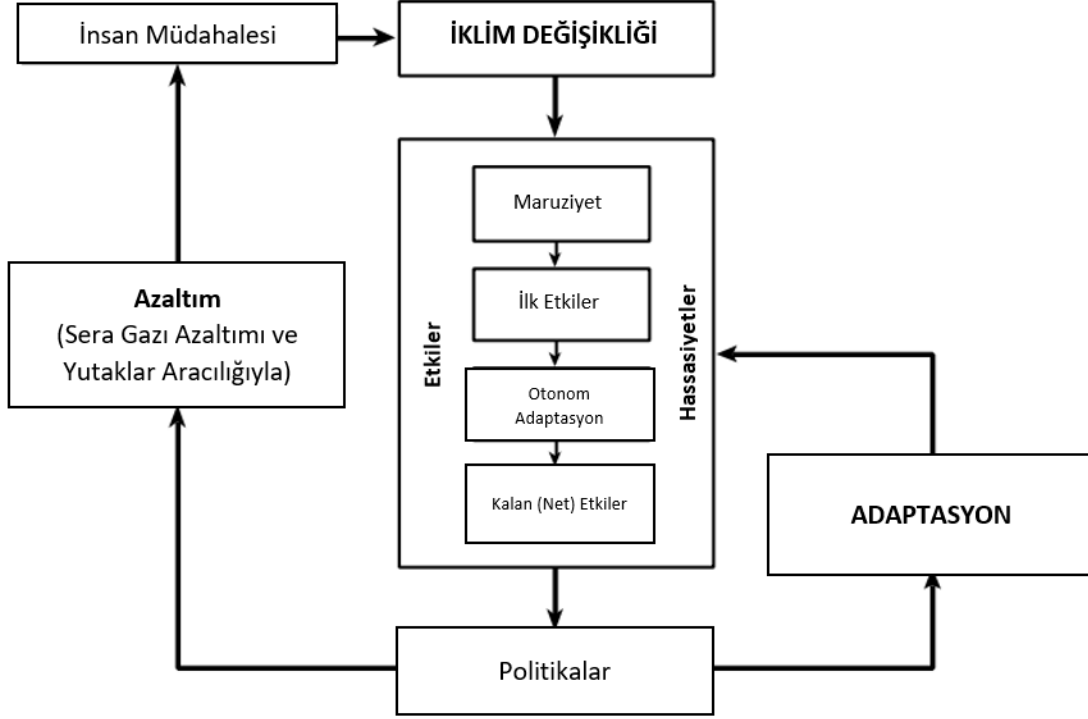 İnsan Müdahalesi
İKLİM DEĞİŞİKLİĞİ
Azaltım
(Sera Gazı Azaltımı ve
Yutaklar Aracılığıyla)
Etkiler
Maruziyet
İlk Etkiler
Otonom
Adaptasyon
Kalan (Net) Etkiler
Hassasiyetler
ADAPTASYON
Politikalar